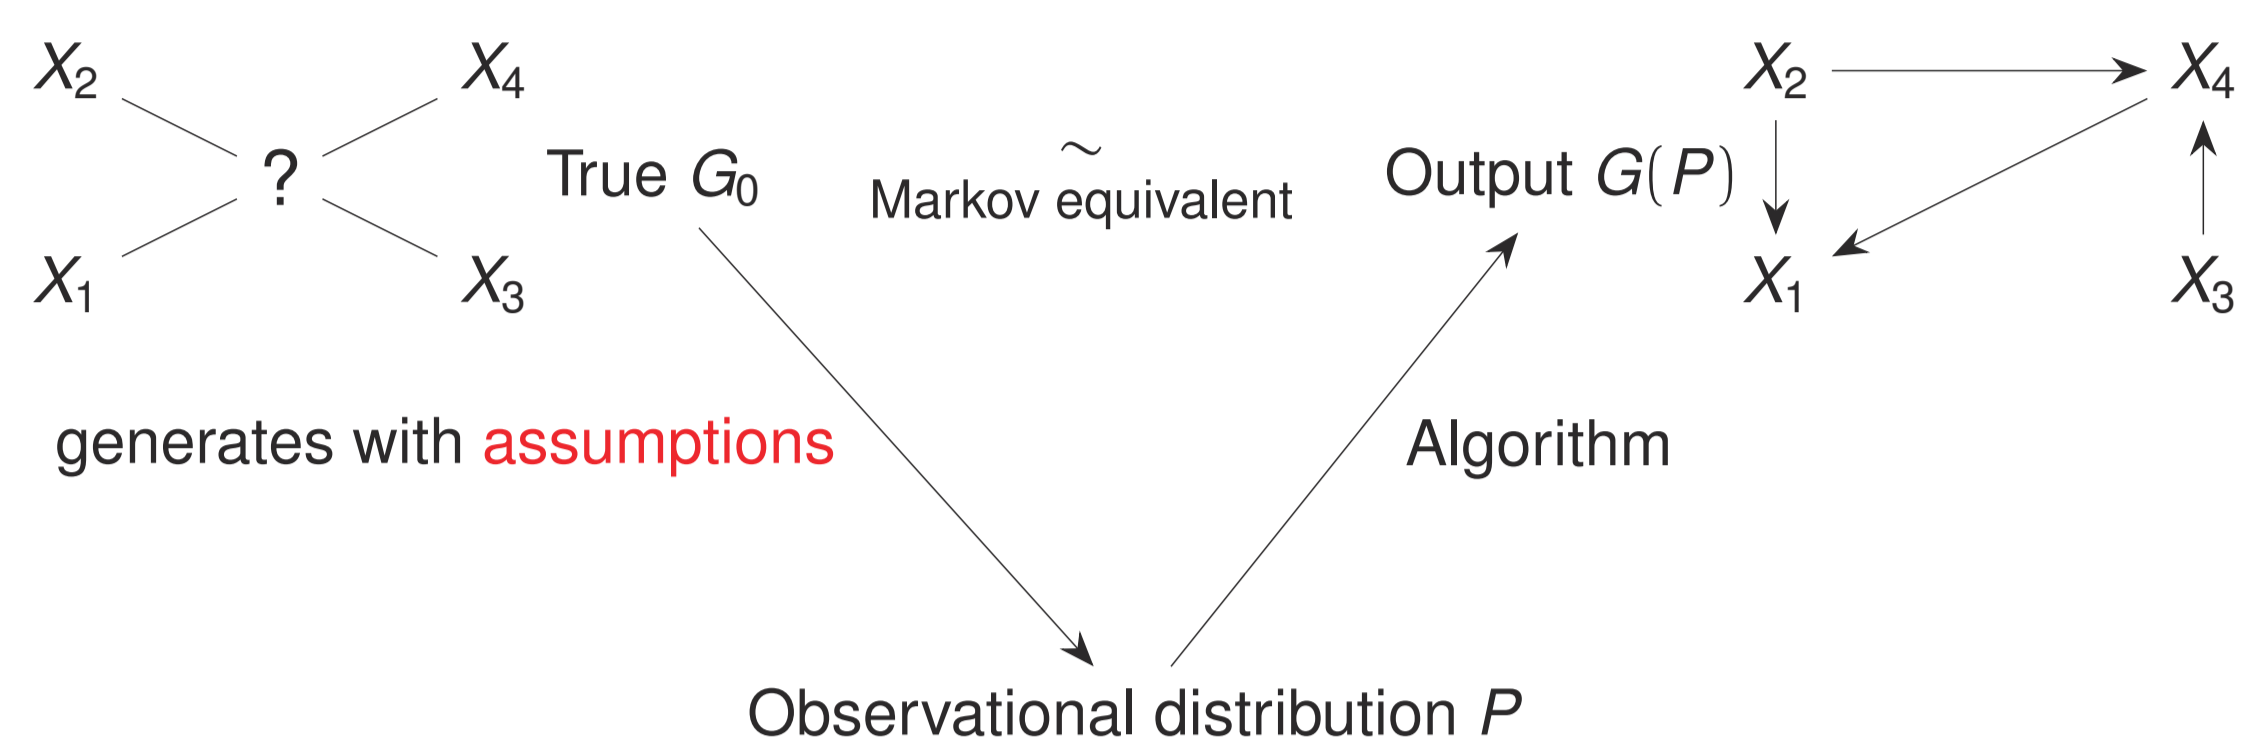 X₂ X₄ X₂ X₄
? True G₀ ~ Output G(P)
Markov equivalent
X₁ X₃ X₁ X₃
generates with assumptions Algorithm
Observational distribution P